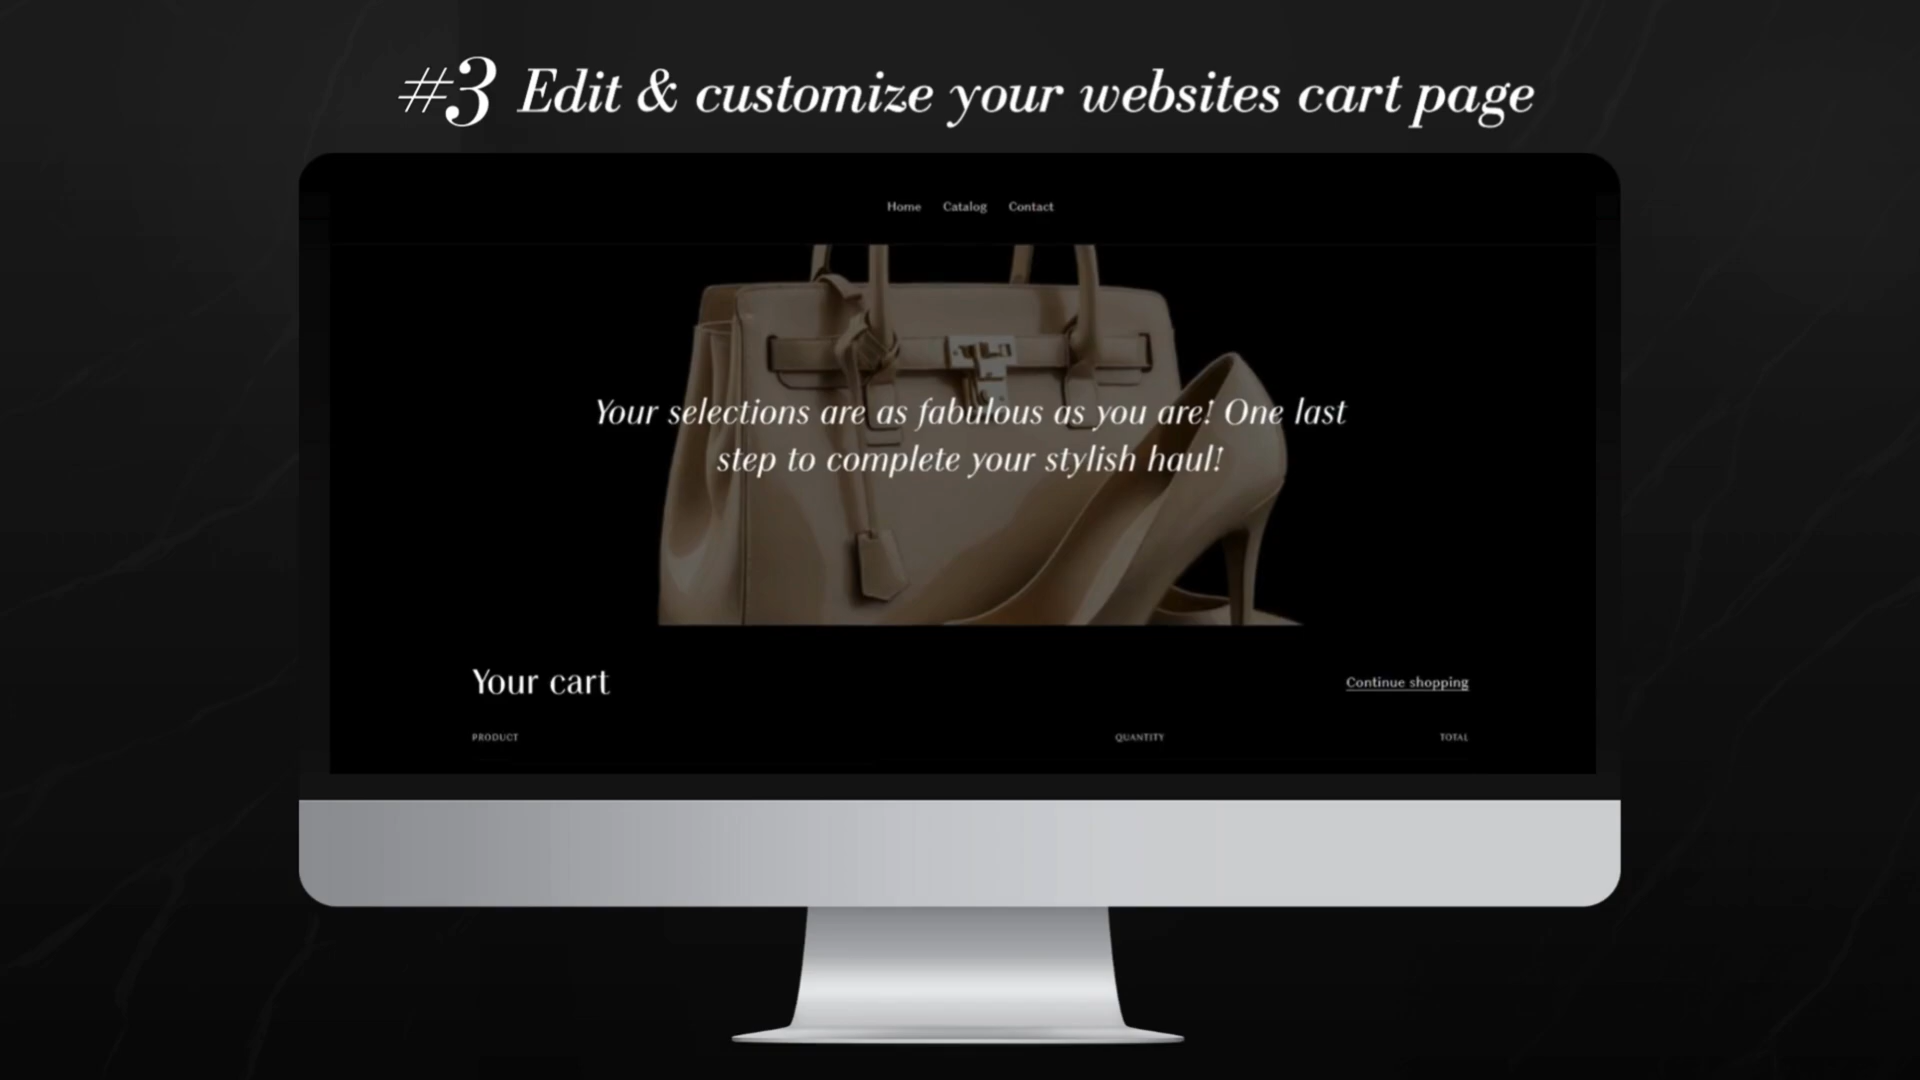 #3 Edit & customize your websites cart page
Home Catalog Contact
Your selections are as fabulous as you are! One last
step to complete your stylish haul!
Your cart Continue shopping
PRODUCT QUANTITY TOTAL